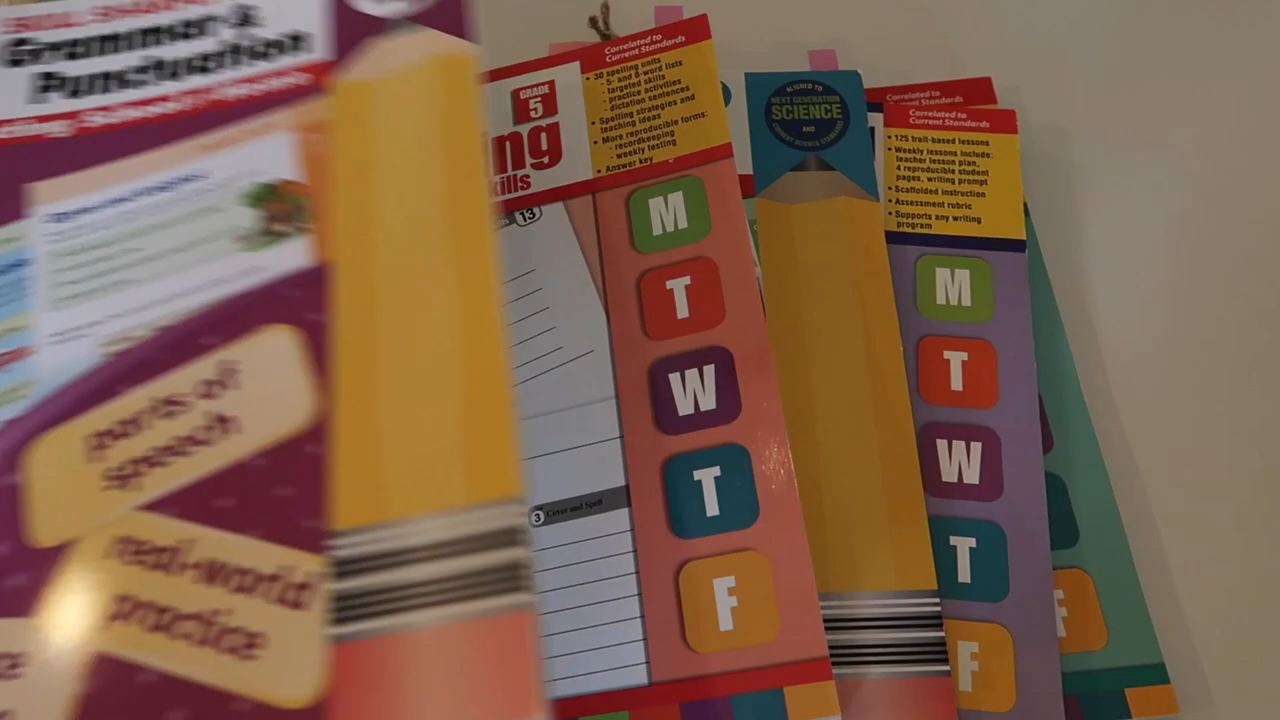 Grammar &
Punctuation
parts of
speech
real-world
practice
GRADE
5
ng
kills
Correlated to
Current Standards
• 30 spelling units
- 5- and 8-word lists
- targeted skills
- practice activities
- dictation sentences
• Spelling strategies and
teaching ideas
• More reproducible forms:
- recordkeeping
- weekly testing
• Answer key
13
M
T
W
T
F
3 Cover and Spell
ALIGNED TO
NEXT GENERATION
SCIENCE
AND
CURRENT SCIENCE STANDARDS
Correlated to
Correlated to
Current Standards
• 125 trait-based lessons
• Weekly lessons include:
teacher lesson plan,
4 reproducible student
pages, writing prompt
• Scaffolded instruction
• Assessment rubric
• Supports any writing
program
M
T
W
T
F
F